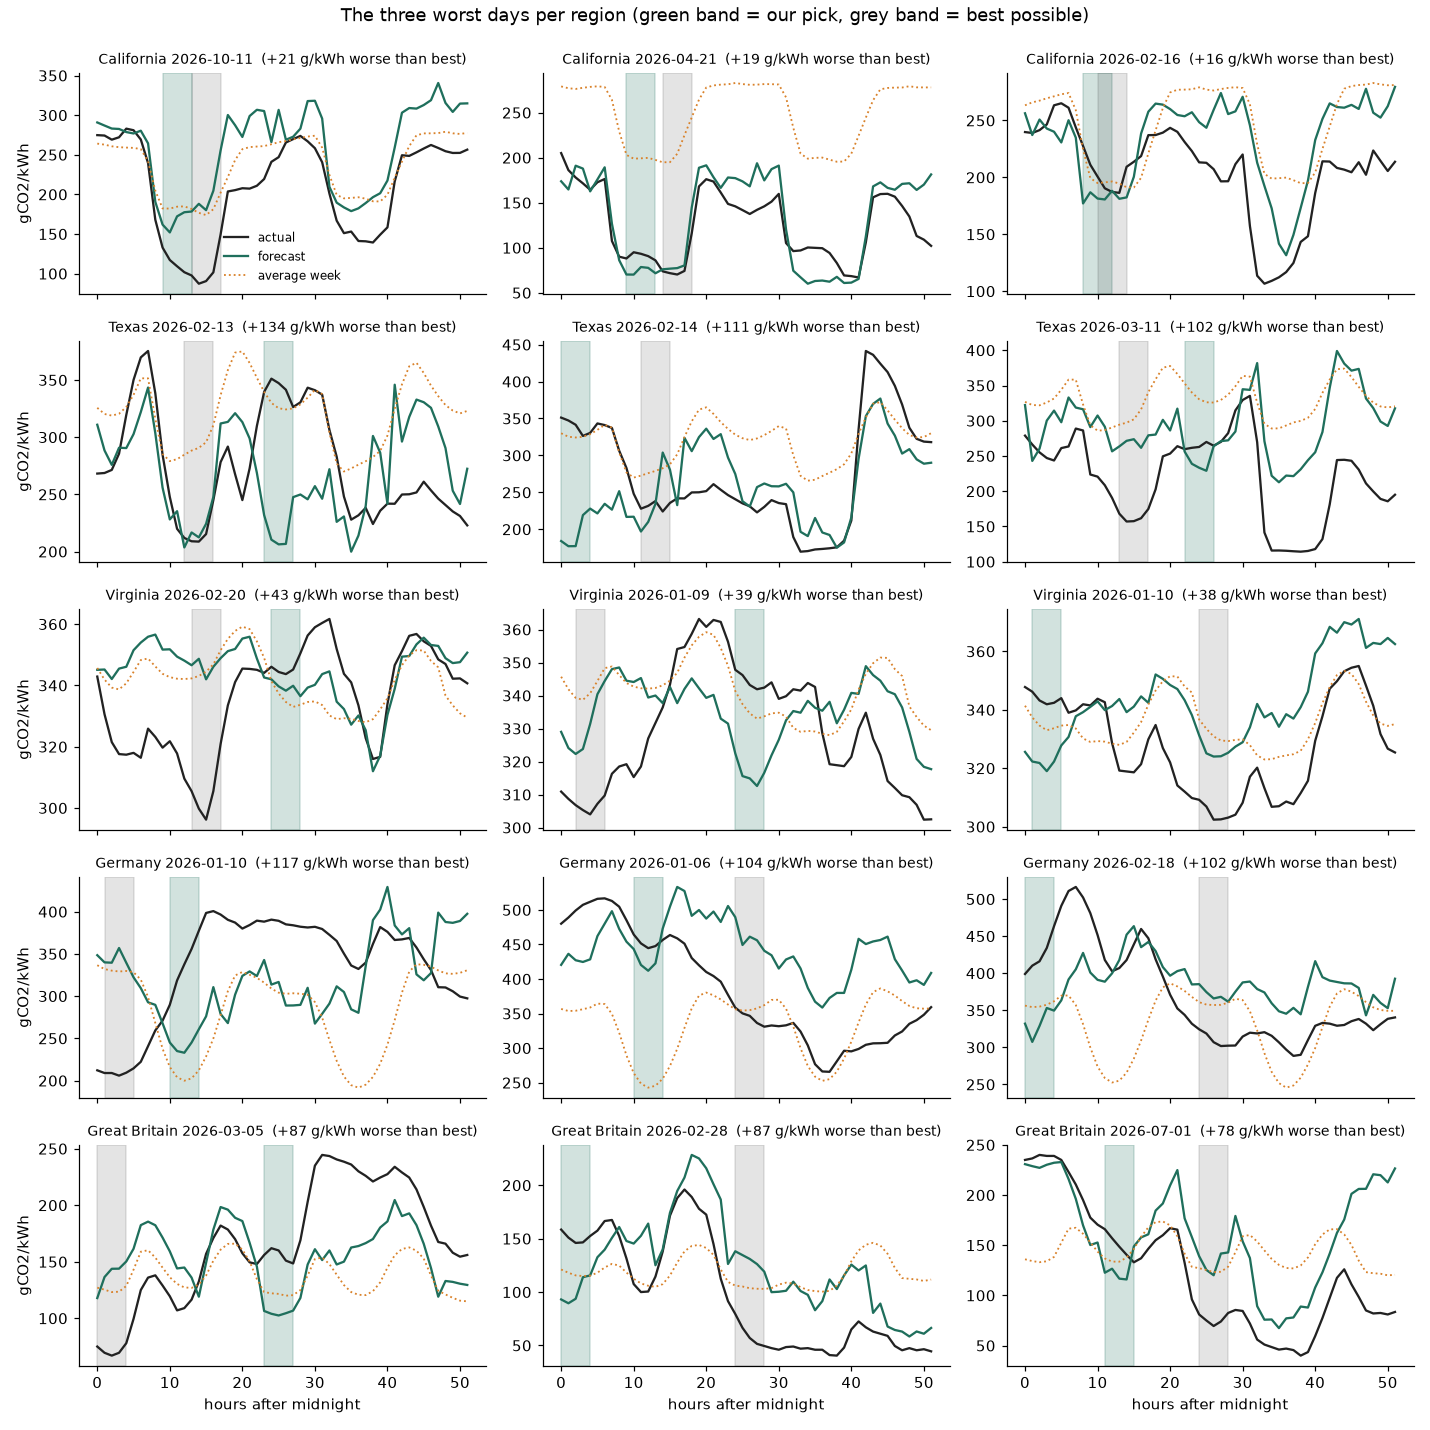 The three worst days per region (green band = our pick, grey band = best possible)
California 2026-10-11 (+21 g/kWh worse than best)
California 2026-04-21 (+19 g/kWh worse than best)
California 2026-02-16 (+16 g/kWh worse than best)
gCO2/kWh
350
300
250
200
150
100
actual
forecast
average week
250
200
150
100
50
250
200
150
100
Texas 2026-02-13 (+134 g/kWh worse than best)
Texas 2026-02-14 (+111 g/kWh worse than best)
Texas 2026-03-11 (+102 g/kWh worse than best)
gCO2/kWh
350
300
250
200
450
400
350
300
250
200
400
350
300
250
200
150
100
Virginia 2026-02-20 (+43 g/kWh worse than best)
Virginia 2026-01-09 (+39 g/kWh worse than best)
Virginia 2026-01-10 (+38 g/kWh worse than best)
gCO2/kWh
360
340
320
300
360
350
340
330
320
310
300
360
340
320
300
Germany 2026-01-10 (+117 g/kWh worse than best)
Germany 2026-01-06 (+104 g/kWh worse than best)
Germany 2026-02-18 (+102 g/kWh worse than best)
gCO2/kWh
400
350
300
250
200
500
450
400
350
300
250
500
450
400
350
300
250
Great Britain 2026-03-05 (+87 g/kWh worse than best)
Great Britain 2026-02-28 (+87 g/kWh worse than best)
Great Britain 2026-07-01 (+78 g/kWh worse than best)
gCO2/kWh
250
200
150
100
200
150
100
50
250
200
150
100
50
0 10 20 30 40 50
0 10 20 30 40 50
0 10 20 30 40 50
hours after midnight
hours after midnight
hours after midnight